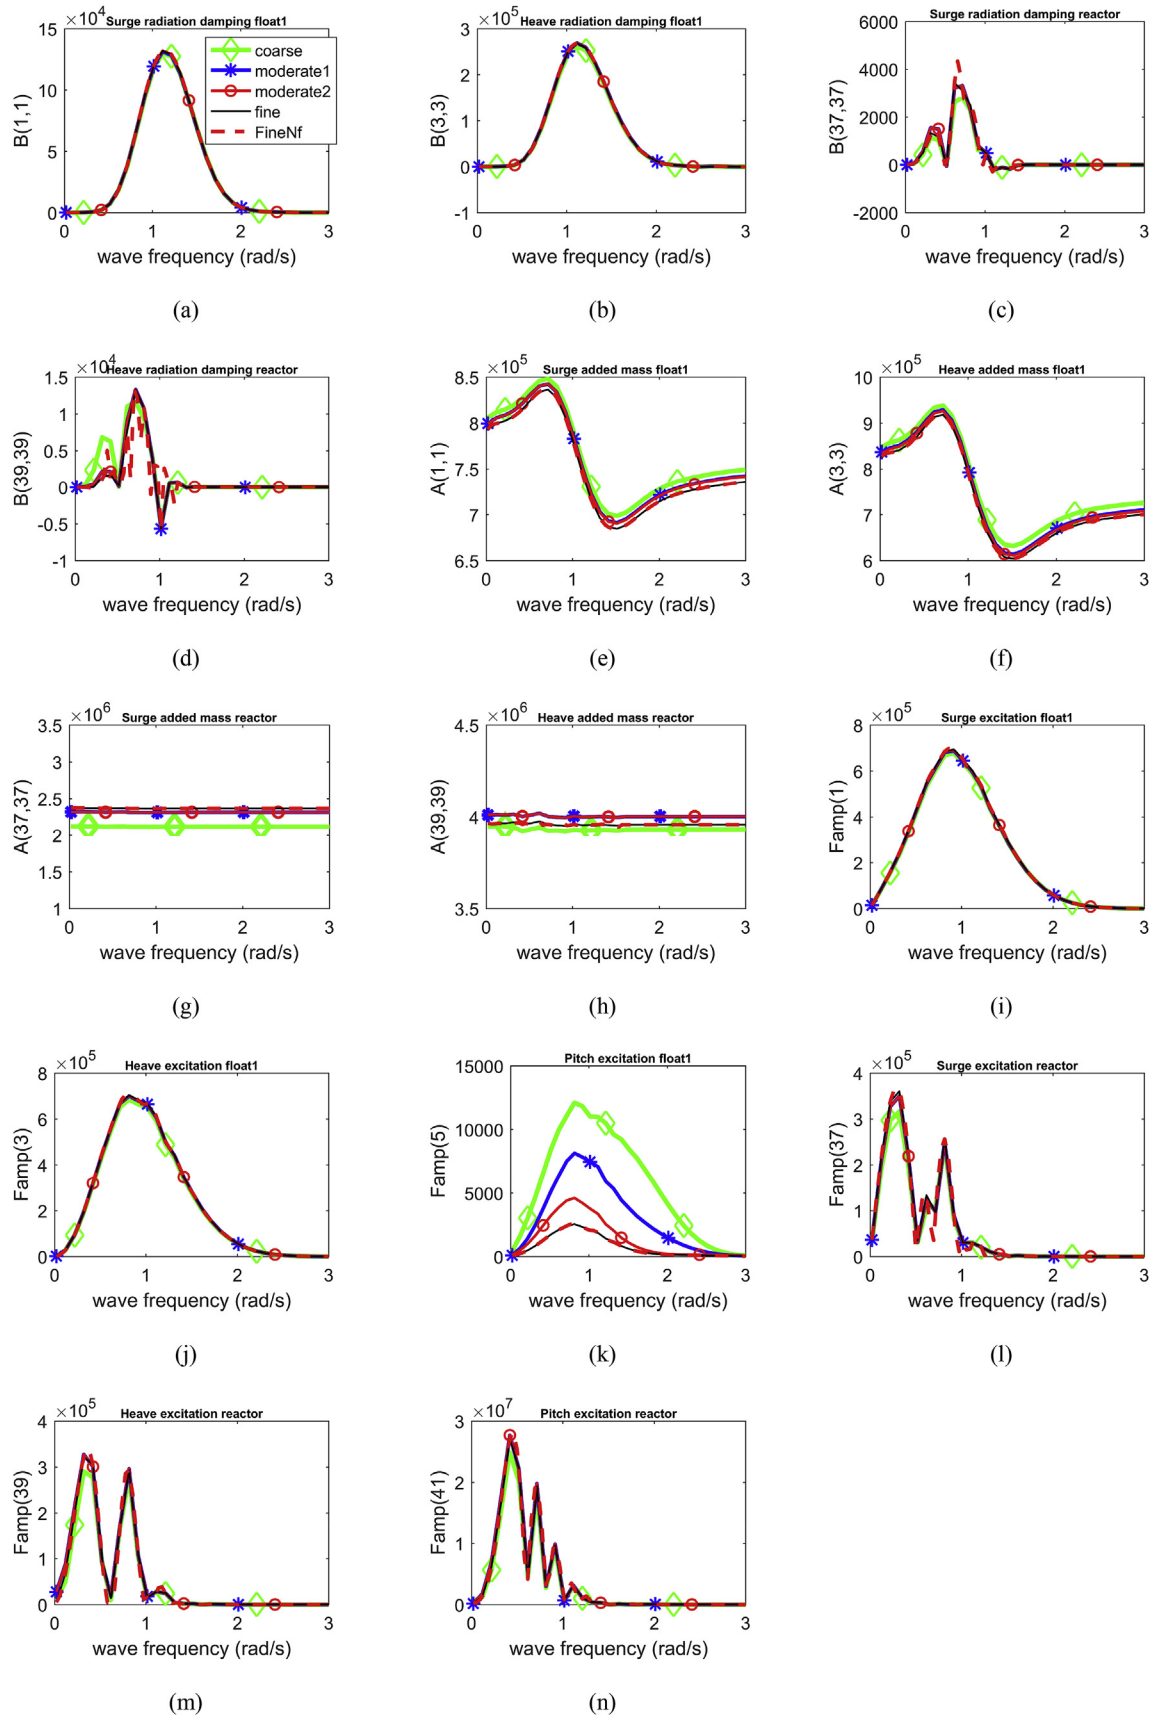 ×10⁴
Surge radiation damping float1
15
10
5
0
B(1,1)
coarse
moderate1
moderate2
fine
FineNf
0 1 2 3
wave frequency (rad/s)
(a)
×10⁵
Heave radiation damping float1
3
2
1
0
-1
B(3,3)
0 1 2 3
wave frequency (rad/s)
(b)
Surge radiation damping reactor
6000
4000
2000
0
-2000
B(37,37)
0 1 2 3
wave frequency (rad/s)
(c)
×10⁴
Heave radiation damping reactor
1.5
1
0.5
0
-0.5
-1
B(39,39)
0 1 2 3
wave frequency (rad/s)
(d)
×10⁵
Surge added mass float1
8.5
8
7.5
7
6.5
A(1,1)
0 1 2 3
wave frequency (rad/s)
(e)
×10⁵
Heave added mass float1
10
9
8
7
6
A(3,3)
0 1 2 3
wave frequency (rad/s)
(f)
×10⁶
Surge added mass reactor
3.5
3
2.5
2
1.5
1
A(37,37)
0 1 2 3
wave frequency (rad/s)
(g)
×10⁶
Heave added mass reactor
4.5
4
3.5
A(39,39)
0 1 2 3
wave frequency (rad/s)
(h)
×10⁵
Surge excitation float1
8
6
4
2
0
Famp(1)
0 1 2 3
wave frequency (rad/s)
(i)
×10⁵
Heave excitation float1
8
6
4
2
0
Famp(3)
0 1 2 3
wave frequency (rad/s)
(j)
Pitch excitation float1
15000
10000
5000
0
Famp(5)
0 1 2 3
wave frequency (rad/s)
(k)
×10⁵
Surge excitation reactor
4
3
2
1
0
Famp(37)
0 1 2 3
wave frequency (rad/s)
(l)
×10⁵
Heave excitation reactor
4
3
2
1
0
Famp(39)
0 1 2 3
wave frequency (rad/s)
(m)
×10⁷
Pitch excitation reactor
3
2
1
0
Famp(41)
0 1 2 3
wave frequency (rad/s)
(n)